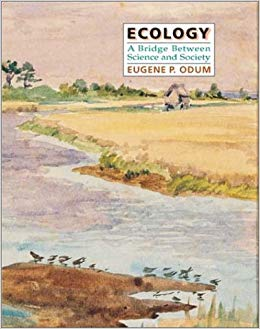 ECOLOGY
A Bridge Between
Science and Society
EUGENE P. ODUM